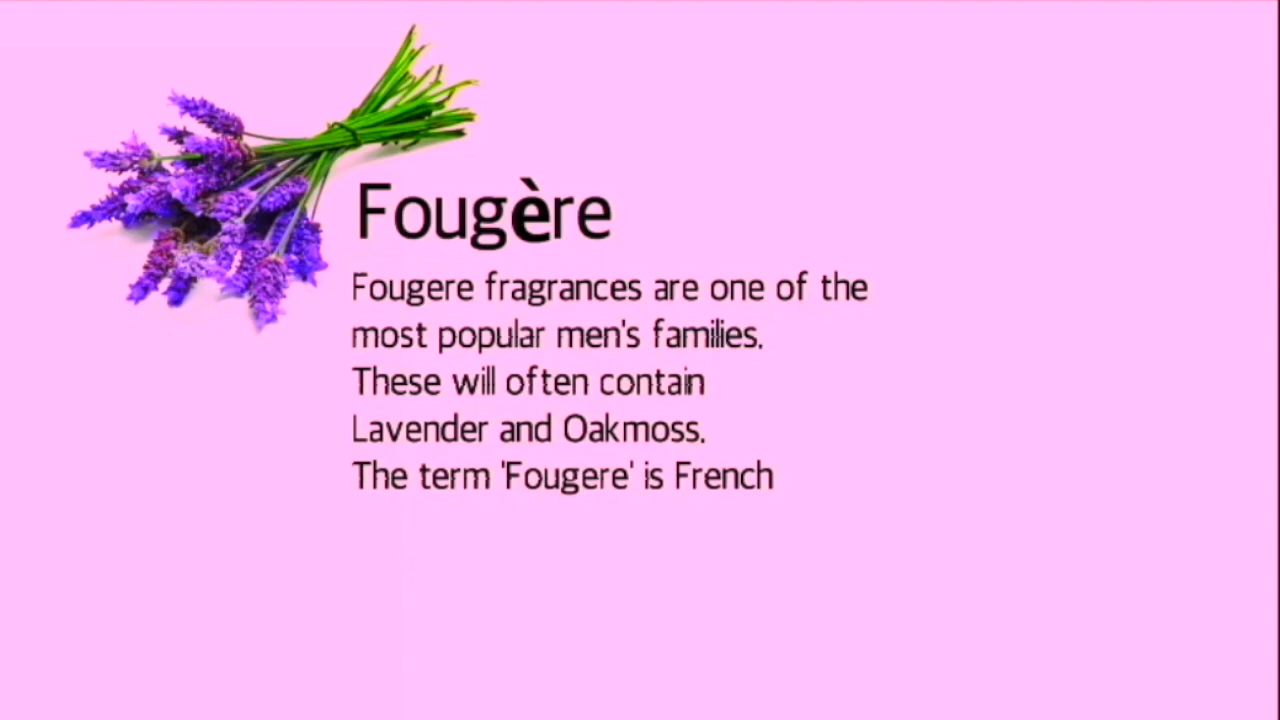 Fougère
Fougere fragrances are one of the
most popular men's families.
These will often contain
Lavender and Oakmoss.
The term 'Fougere' is French